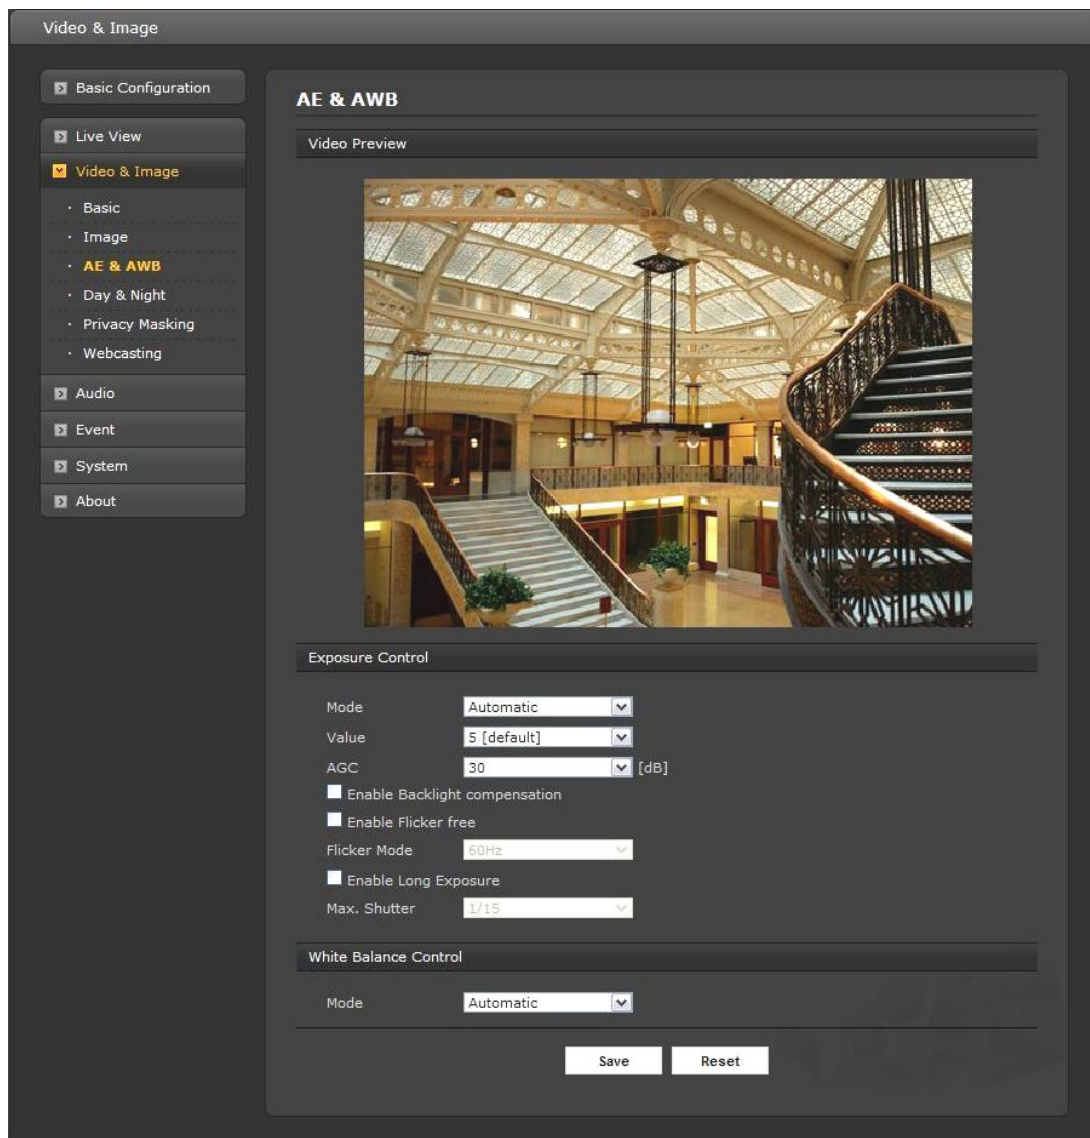 Video & Image
Basic Configuration
Live View
Video & Image
· Basic
· Image
· AE & AWB
· Day & Night
· Privacy Masking
· Webcasting
Audio
Event
System
About
AE & AWB
Video Preview
Exposure Control
Mode Automatic
Value 5 [default]
AGC 30 [dB]
Enable Backlight compensation
Enable Flicker free
Flicker Mode 60Hz
Enable Long Exposure
Max. Shutter 1/15
White Balance Control
Mode Automatic
Save Reset